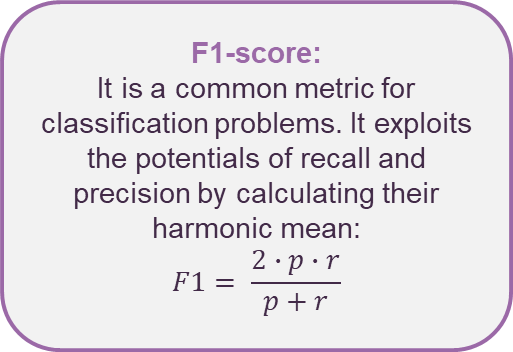 F1-score:
It is a common metric for
classification problems. It exploits
the potentials of recall and
precision by calculating their
harmonic mean:
F1 = 2 · p · r / p + r